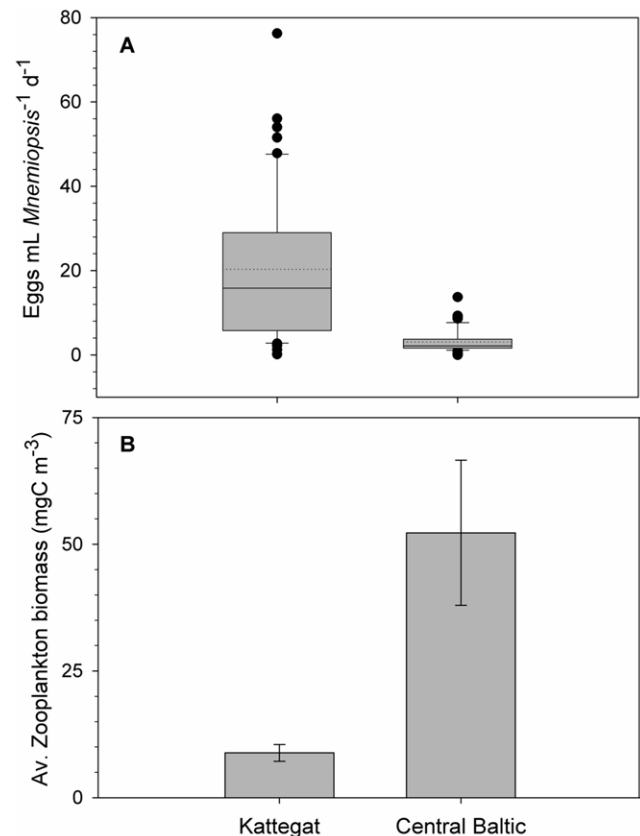 A
Eggs mL Mnemiopsis⁻¹ d⁻¹
80
60
40
20
0
B
Av. Zooplankton biomass (mgC m⁻³)
75
50
25
0
Kattegat Central Baltic